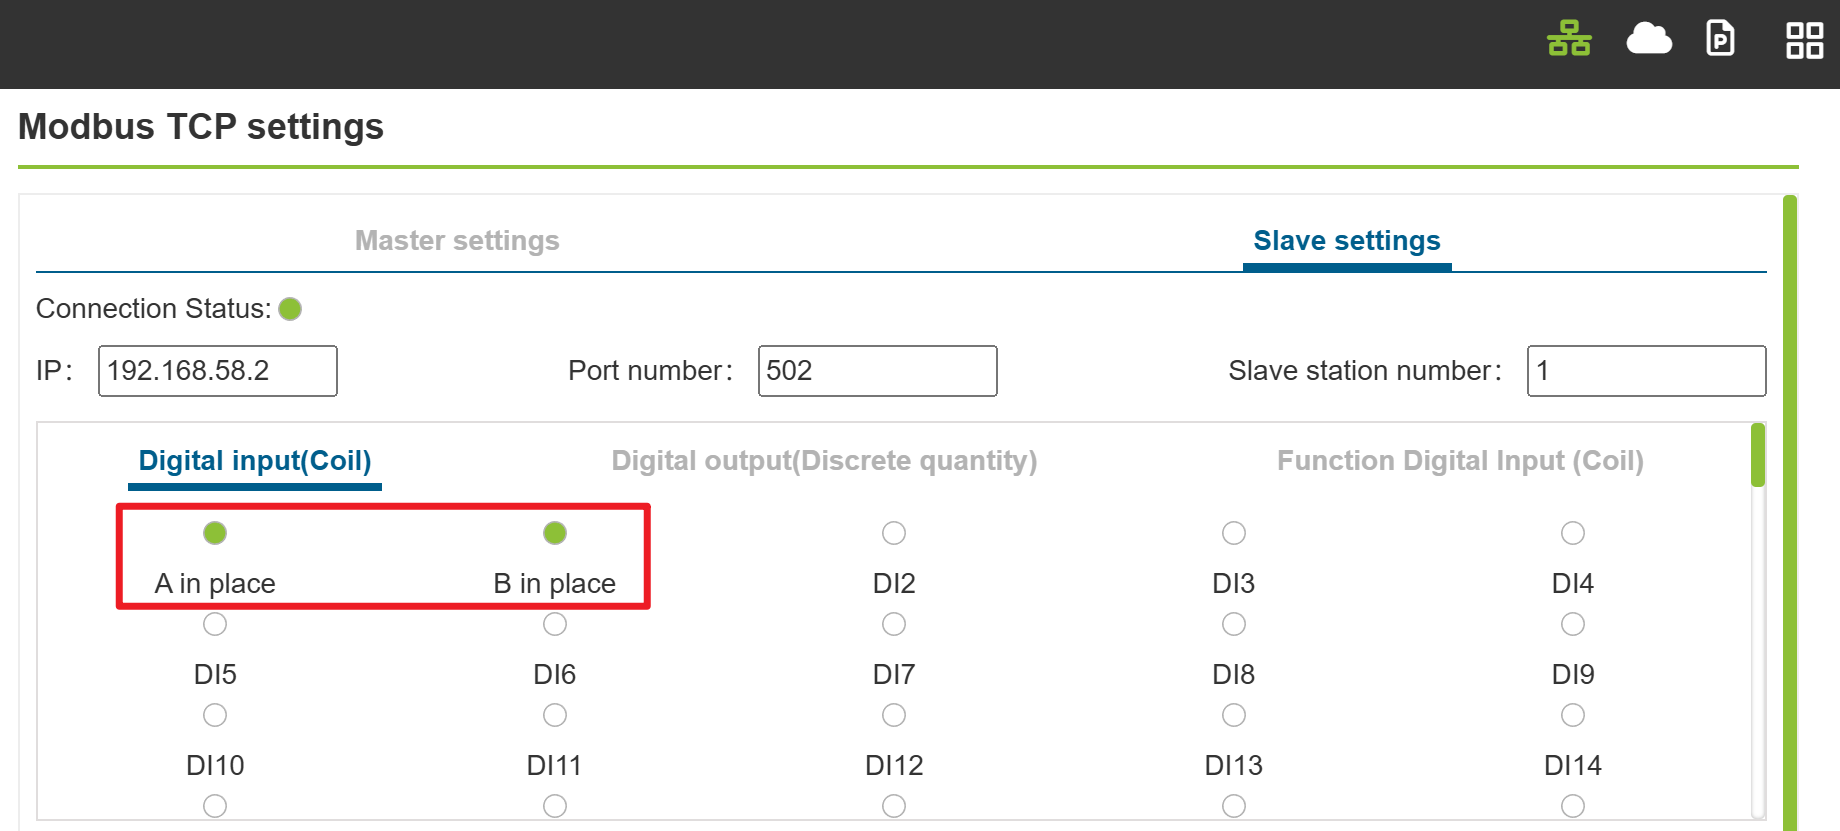 P
Modbus TCP settings
Master settings Slave settings
Connection Status:
IP: 192.168.58.2 Port number: 502 Slave station number: 1
Digital input(Coil) Digital output(Discrete quantity) Function Digital Input (Coil)
A in place B in place DI2 DI3 DI4
DI5 DI6 DI7 DI8 DI9
DI10 DI11 DI12 DI13 DI14